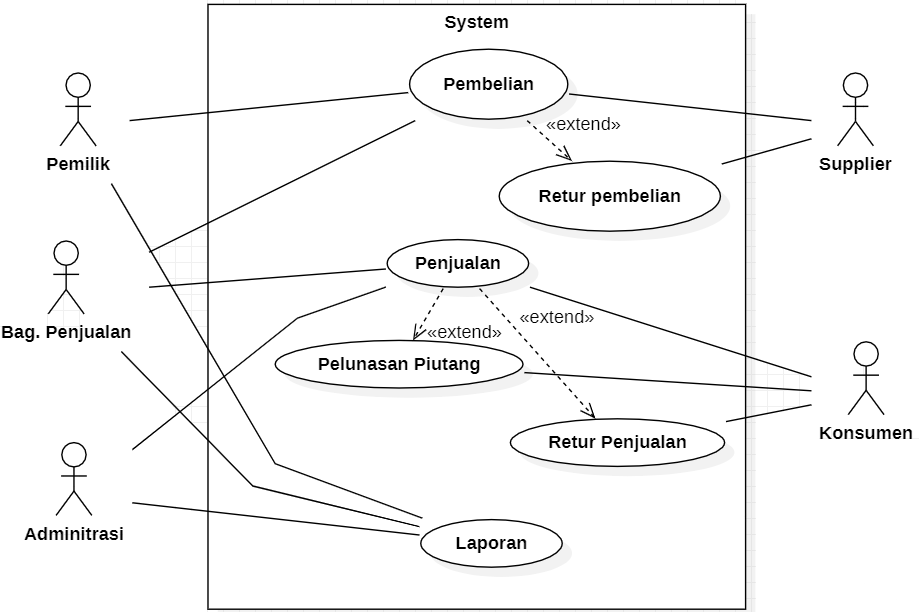 System
Pembelian
«extend»
Pemilik
Supplier
Retur pembelian
Penjualan
«extend»
Bag. Penjualan
«extend»
Pelunasan Piutang
Konsumen
Retur Penjualan
Adminitrasi
Laporan